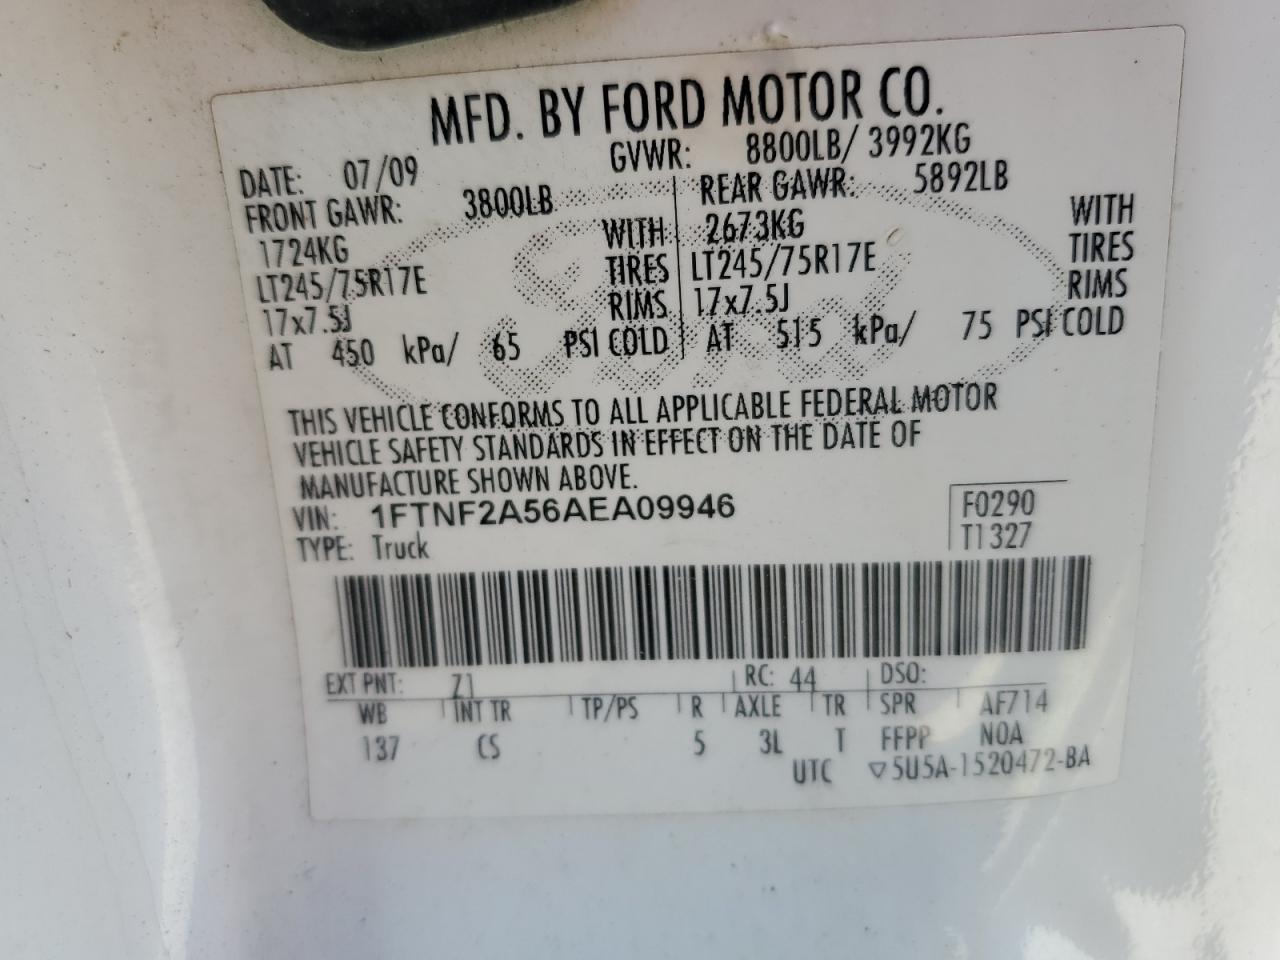 MFD. BY FORD MOTOR CO.
DATE: 07/09 GVWR: 8800LB/ 3992KG
FRONT GAWR: 3800LB REAR GAWR: 5892LB
1724KG WITH 2673KG WITH
LT245/75R17E TIRES LT245/75R17E TIRES
17x7.5J RIMS 17x7.5J RIMS
AT 450 kPa/ 65 PSI COLD AT 515 kPa/ 75 PSI COLD
THIS VEHICLE CONFORMS TO ALL APPLICABLE FEDERAL MOTOR
VEHICLE SAFETY STANDARDS IN EFFECT ON THE DATE OF
MANUFACTURE SHOWN ABOVE.
VIN: 1FTNF2A56AEA09946 F0290
TYPE: Truck T1327
EXT PNT: Z1 RC: 44 DSO:
WB INT TR TP/PS R AXLE TR SPR AF714
137 CS 5 3L T FFPP NOA
UTC ▽5U5A-1520472-BA